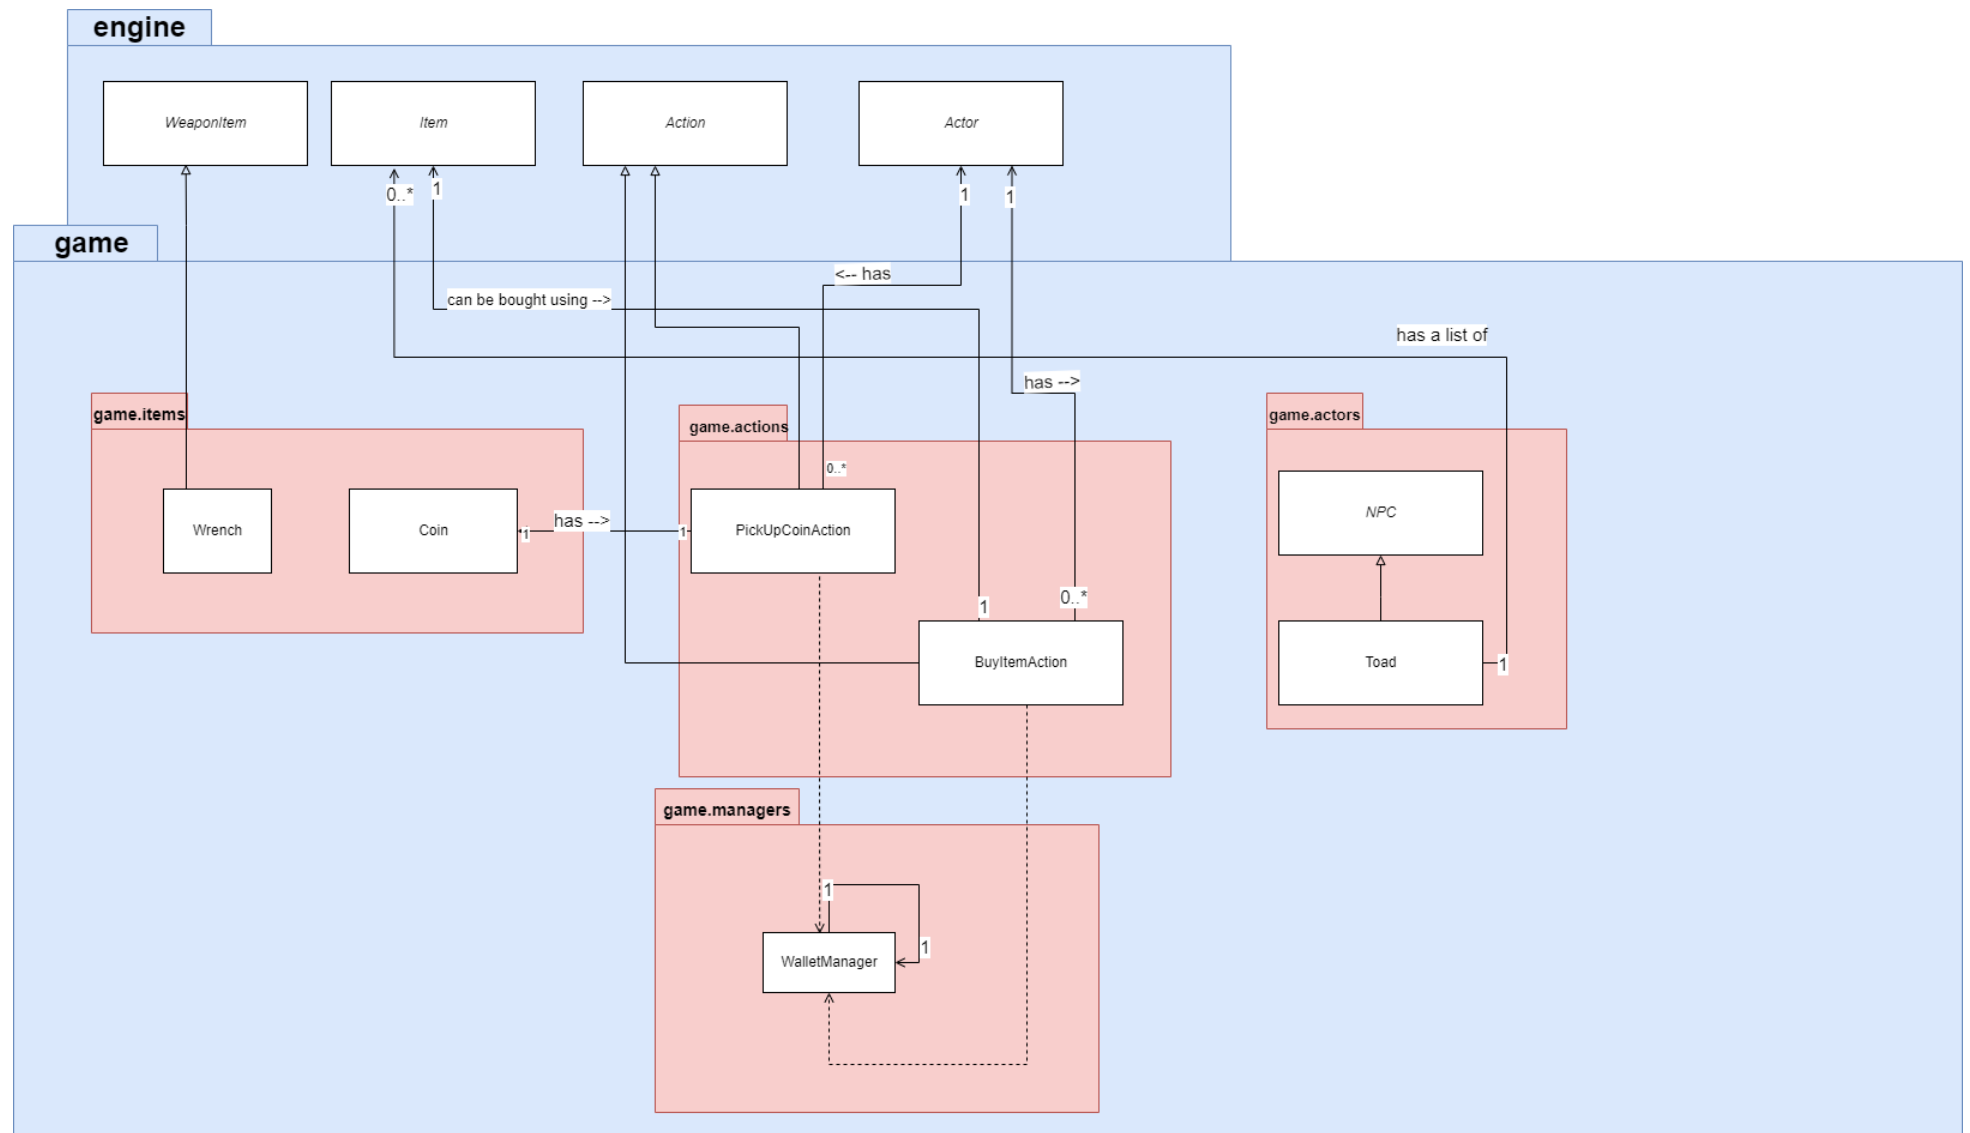 engine
WeaponItem
Item
Action
Actor
0..*
1
1
1
game
<-- has
can be bought using -->
has a list of
has -->
game.items
game.actions
game.actors
0..*
Wrench
Coin
1
has -->
1
PickUpCoinAction
NPC
1
0..*
BuyItemAction
Toad
1
game.managers
1
1
WalletManager